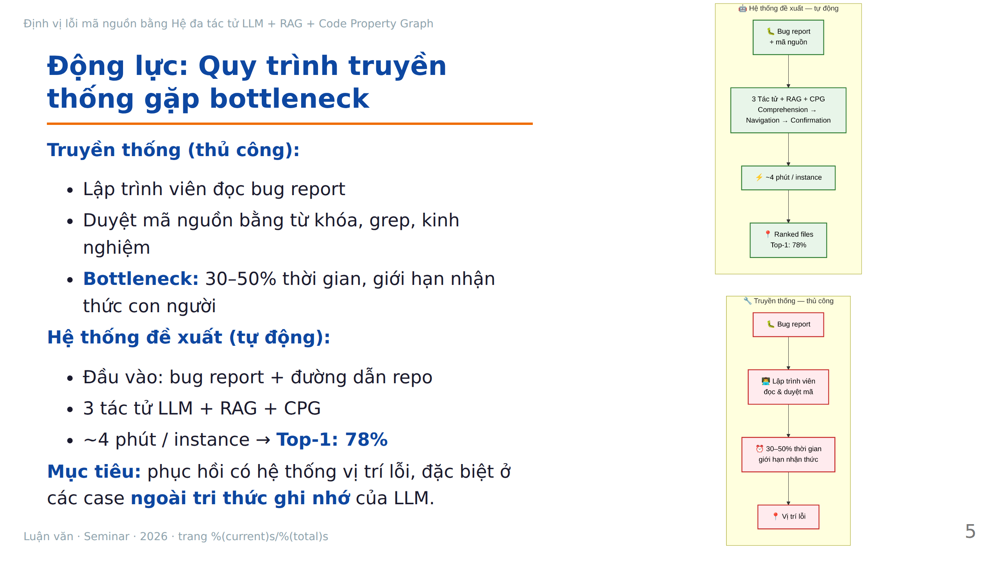 Định vị lỗi mã nguồn bằng Hệ đa tác tử LLM + RAG + Code Property Graph
Động lực: Quy trình truyền
thống gặp bottleneck
Truyền thống (thủ công):
• Lập trình viên đọc bug report
• Duyệt mã nguồn bằng từ khóa, grep, kinh
nghiệm
• Bottleneck: 30–50% thời gian, giới hạn nhận
thức con người
Hệ thống đề xuất (tự động):
• Đầu vào: bug report + đường dẫn repo
• 3 tác tử LLM + RAG + CPG
• ~4 phút / instance → Top-1: 78%
Mục tiêu: phục hồi có hệ thống vị trí lỗi, đặc biệt ở
các case ngoài tri thức ghi nhớ của LLM.
🤖 Hệ thống đề xuất — tự động
🐛 Bug report
+ mã nguồn
3 Tác tử + RAG + CPG
Comprehension →
Navigation → Confirmation
⚡ ~4 phút / instance
📍 Ranked files
Top-1: 78%
🔧 Truyền thống — thủ công
🐛 Bug report
👨‍💻 Lập trình viên
đọc & duyệt mã
⏰ 30–50% thời gian
giới hạn nhận thức
📍 Vị trí lỗi
Luận văn · Seminar · 2026 · trang %(current)s/%(total)s
5